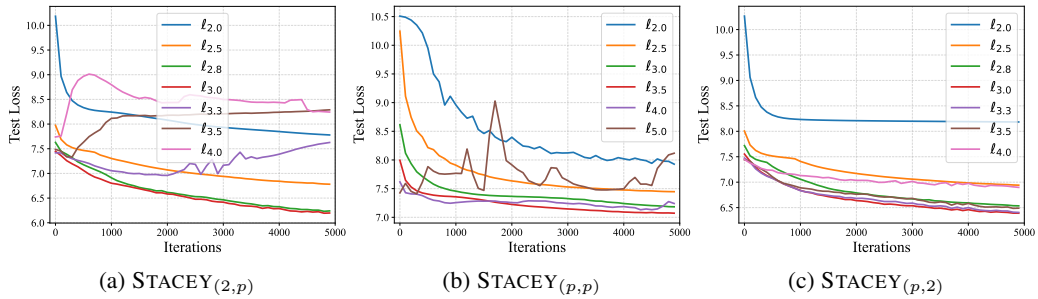 Test Loss
10.0
9.5
9.0
8.5
8.0
7.5
7.0
6.5
6.0
0 1000 2000 3000 4000 5000
Iterations
ℓ2.0
ℓ2.5
ℓ2.8
ℓ3.0
ℓ3.3
ℓ3.5
ℓ4.0
(a) STACEY(2,p)
Test Loss
10.5
10.0
9.5
9.0
8.5
8.0
7.5
7.0
0 1000 2000 3000 4000 5000
Iterations
ℓ2.0
ℓ2.5
ℓ3.0
ℓ3.5
ℓ4.0
ℓ5.0
(b) STACEY(p,p)
Test Loss
10.0
9.5
9.0
8.5
8.0
7.5
7.0
6.5
0 1000 2000 3000 4000 5000
Iterations
ℓ2.0
ℓ2.5
ℓ2.8
ℓ3.0
ℓ3.3
ℓ3.5
ℓ4.0
(c) STACEY(p,2)